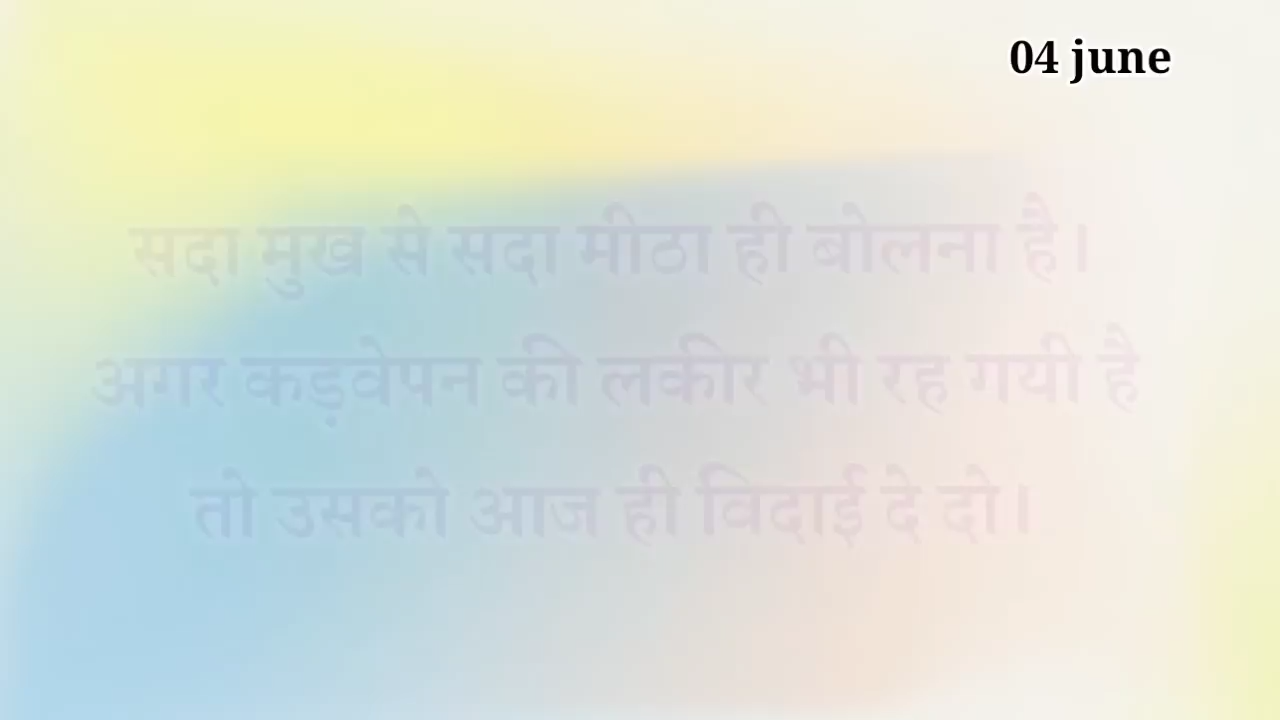 04 june
सदा मुख से सदा मीठा ही बोलना है।
अगर कड़वेपन की लकीर भी रह गयी है
तो उसको आज ही विदाई दे दो।